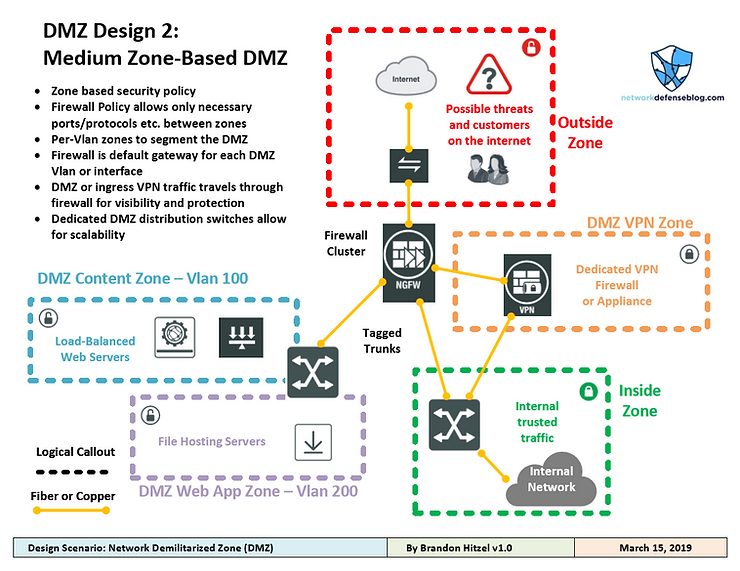 DMZ Design 2:
Medium Zone-Based DMZ
• Zone based security policy
• Firewall Policy allows only necessary
ports/protocols etc. between zones
• Per-Vlan zones to segment the DMZ
• Firewall is default gateway for each DMZ
Vlan or interface
• DMZ or ingress VPN traffic travels through
firewall for visibility and protection
• Dedicated DMZ distribution switches allow
for scalability
Internet
?
Possible threats
and customers
on the internet
Outside
Zone
networkdefenseblog.com
Firewall
Cluster
NGFW
DMZ VPN Zone
VPN
Dedicated VPN
Firewall
or Appliance
DMZ Content Zone – Vlan 100
Load-Balanced
Web Servers
Tagged
Trunks
File Hosting Servers
DMZ Web App Zone – Vlan 200
Inside
Zone
Internal
trusted
traffic
Internal
Network
Logical Callout
Fiber or Copper
Design Scenario: Network Demilitarized Zone (DMZ)
By Brandon Hitzel v1.0
March 15, 2019